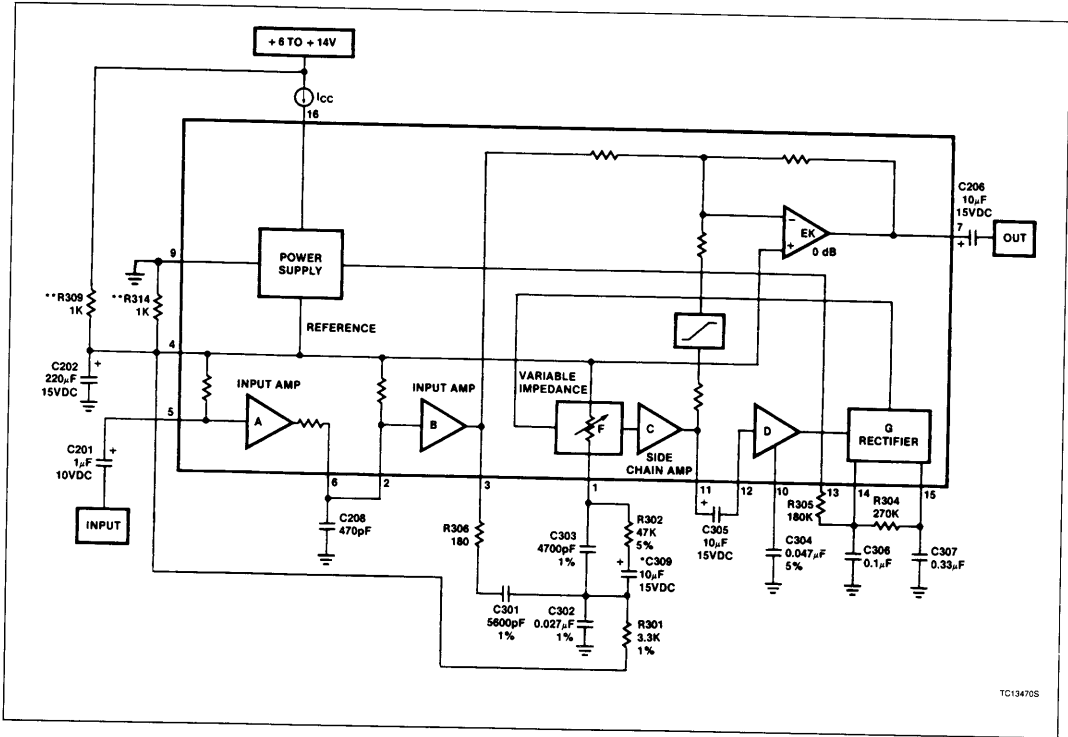 +6 TO +14V
ICC
16
C206
10µF
15VDC
7
+
OUT
−
EK
+
0 dB
9
POWER
SUPPLY
**R309
1K
**R314
1K
REFERENCE
4
+
C202
220µF
15VDC
INPUT AMP
A
INPUT AMP
B
VARIABLE
IMPEDANCE
F
C
SIDE
CHAIN AMP
D
G
RECTIFIER
5
+
C201
1µF
10VDC
INPUT
6
2
3
1
11
12
10
13
14
15
C208
470pF
R306
180
C303
4700pF
1%
R302
47K
5%
+
*C309
10µF
15VDC
+
C305
10µF
15VDC
R305
180K
R304
270K
C304
0.047µF
5%
C306
0.1µF
C307
0.33µF
C301
5600pF
1%
C302
0.027µF
1%
R301
3.3K
1%
TC13470S